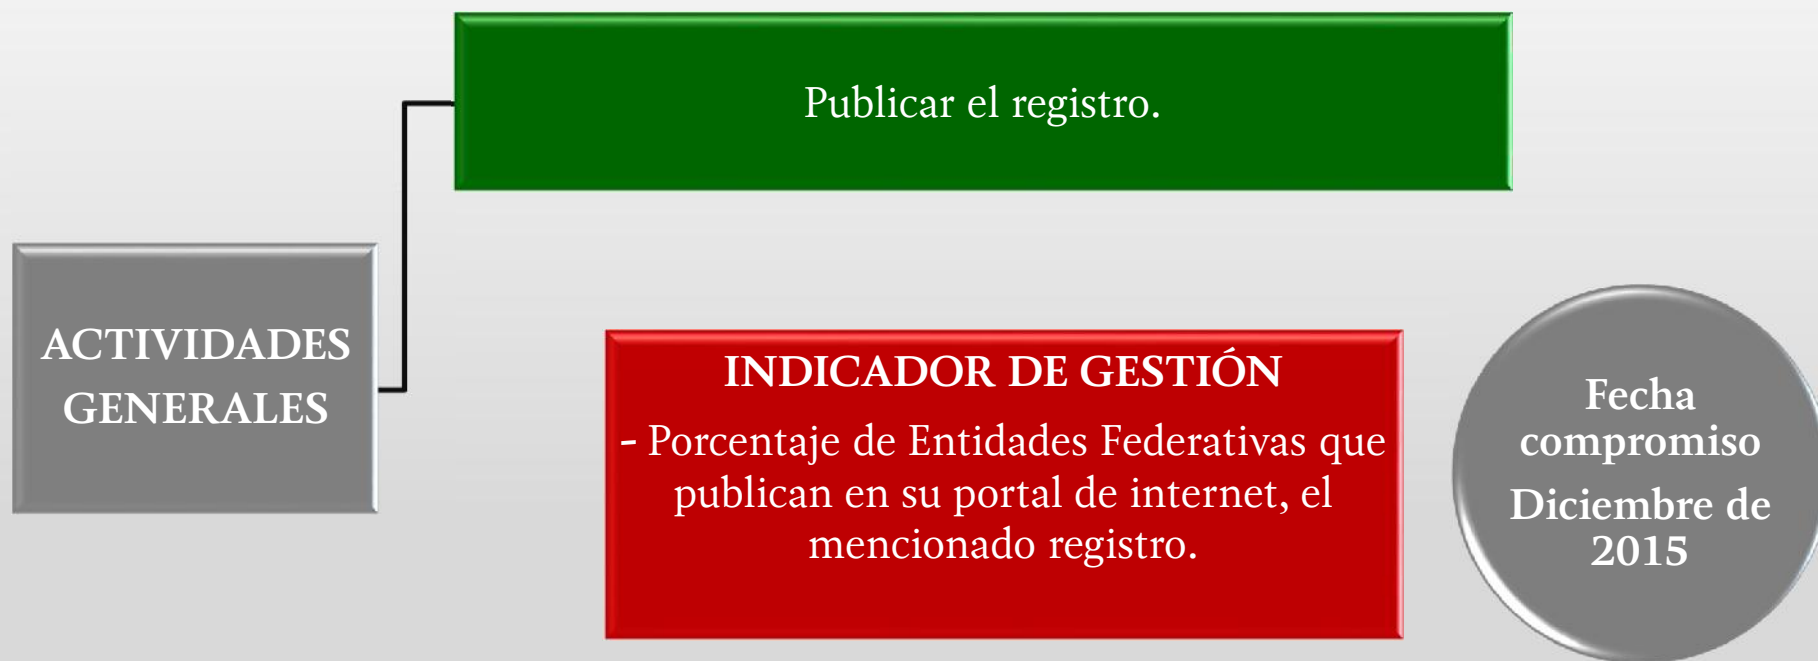 Publicar el registro.
ACTIVIDADES
GENERALES
INDICADOR DE GESTIÓN
- Porcentaje de Entidades Federativas que
publican en su portal de internet, el
mencionado registro.
Fecha
compromiso
Diciembre de
2015